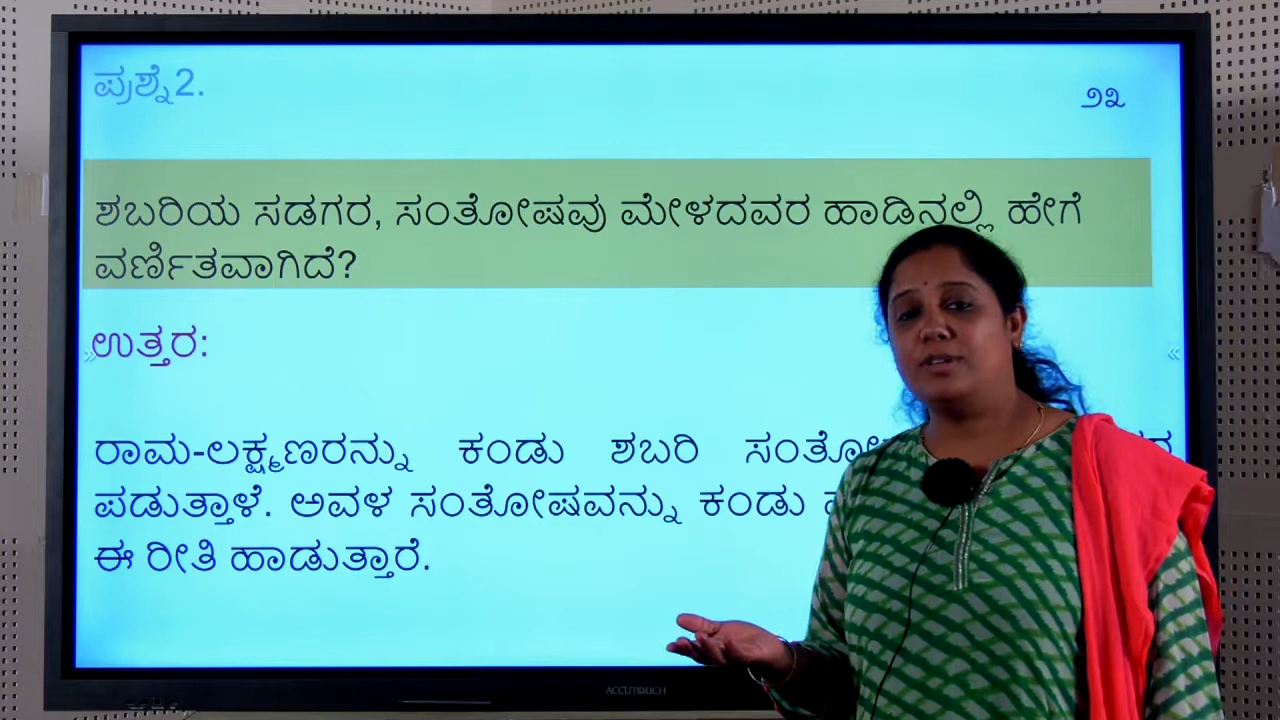 ಪ್ರಶ್ನೆ 2.
೨೩
ಶಬರಿಯ ಸಡಗರ, ಸಂತೋಷವು ಮೇಳದವರ ಹಾಡಿನಲ್ಲಿ ಹೇಗೆ
ವರ್ಣಿತವಾಗಿದೆ?
ಉತ್ತರ:
ರಾಮ-ಲಕ್ಷ್ಮಣರನ್ನು ಕಂಡು ಶಬರಿ
ಪಡುತ್ತಾಳೆ. ಅವಳ ಸಂತೋಷವನ್ನು ಕಂಡು
ಈ ರೀತಿ ಹಾಡುತ್ತಾರೆ.
ACCUTOUCH